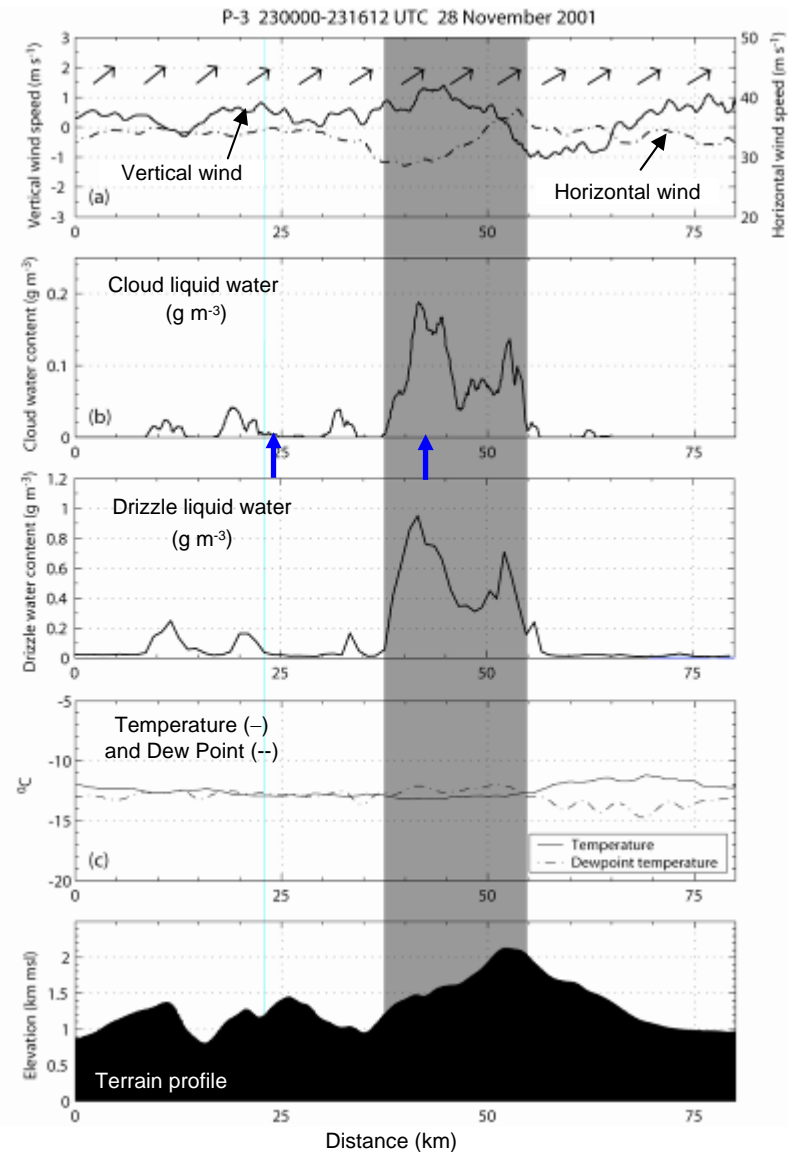 P-3 230000-231612 UTC 28 November 2001
Vertical wind speed (m s⁻¹)
3
2
1
0
-1
-2
-3
Vertical wind
Horizontal wind
(a)
50
40
30
20
Horizontal wind speed (m s⁻¹)
0 25 50 75
Cloud water content (g m⁻³)
0.2
0.1
0
Cloud liquid water
(g m-³)
(b)
0 25 50 75
Drizzle water content (g m⁻³)
1.2
1
0.8
0.6
0.4
0.2
0
Drizzle liquid water
(g m-³)
0 25 50 75
ºC
-5
-10
-15
-20
Temperature (–)
and Dew Point (--)
(c)
Temperature
Dewpoint temperature
0 25 50 75
Elevation (km msl)
2
1.5
1
0.5
0
Terrain profile
0 25 50 75
Distance (km)